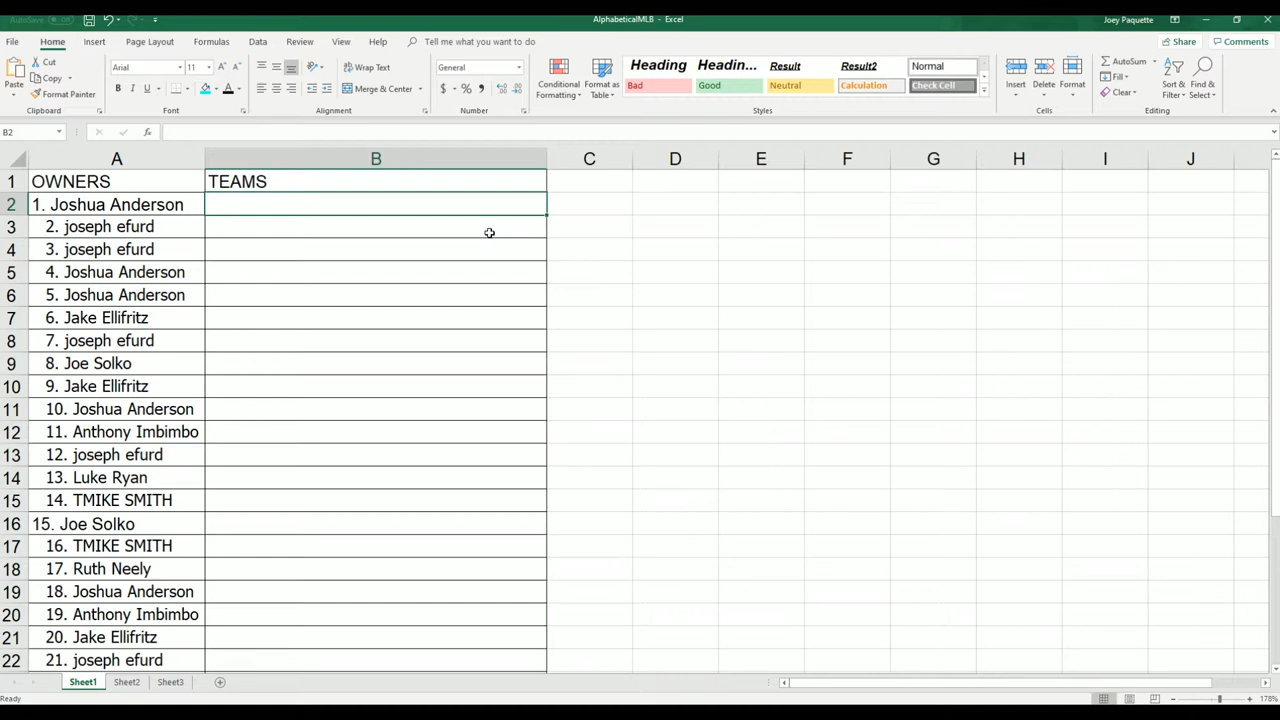 AutoSave Off
AlphabeticalMLB - Excel
Joey Paquette
File Home Insert Page Layout Formulas Data Review View Help Tell me what you want to do Share Comments
Paste Cut Copy Format Painter Clipboard
Arial 11 Font
Wrap Text Merge & Center Alignment
General Number
Conditional Formatting Format as Table
Heading Headin... Result Result2 Normal
Bad Good Neutral Calculation Check Cell
Styles
Insert Delete Format Cells
AutoSum Fill Clear Sort & Filter Find & Select Editing
B2 fx
A B C D E F G H I J
1 OWNERS TEAMS
2 1. Joshua Anderson
3 2. joseph efurd
4 3. joseph efurd
5 4. Joshua Anderson
6 5. Joshua Anderson
7 6. Jake Ellifritz
8 7. joseph efurd
9 8. Joe Solko
10 9. Jake Ellifritz
11 10. Joshua Anderson
12 11. Anthony Imbimbo
13 12. joseph efurd
14 13. Luke Ryan
15 14. TMIKE SMITH
16 15. Joe Solko
17 16. TMIKE SMITH
18 17. Ruth Neely
19 18. Joshua Anderson
20 19. Anthony Imbimbo
21 20. Jake Ellifritz
22 21. joseph efurd
Sheet1 Sheet2 Sheet3
Ready 178%